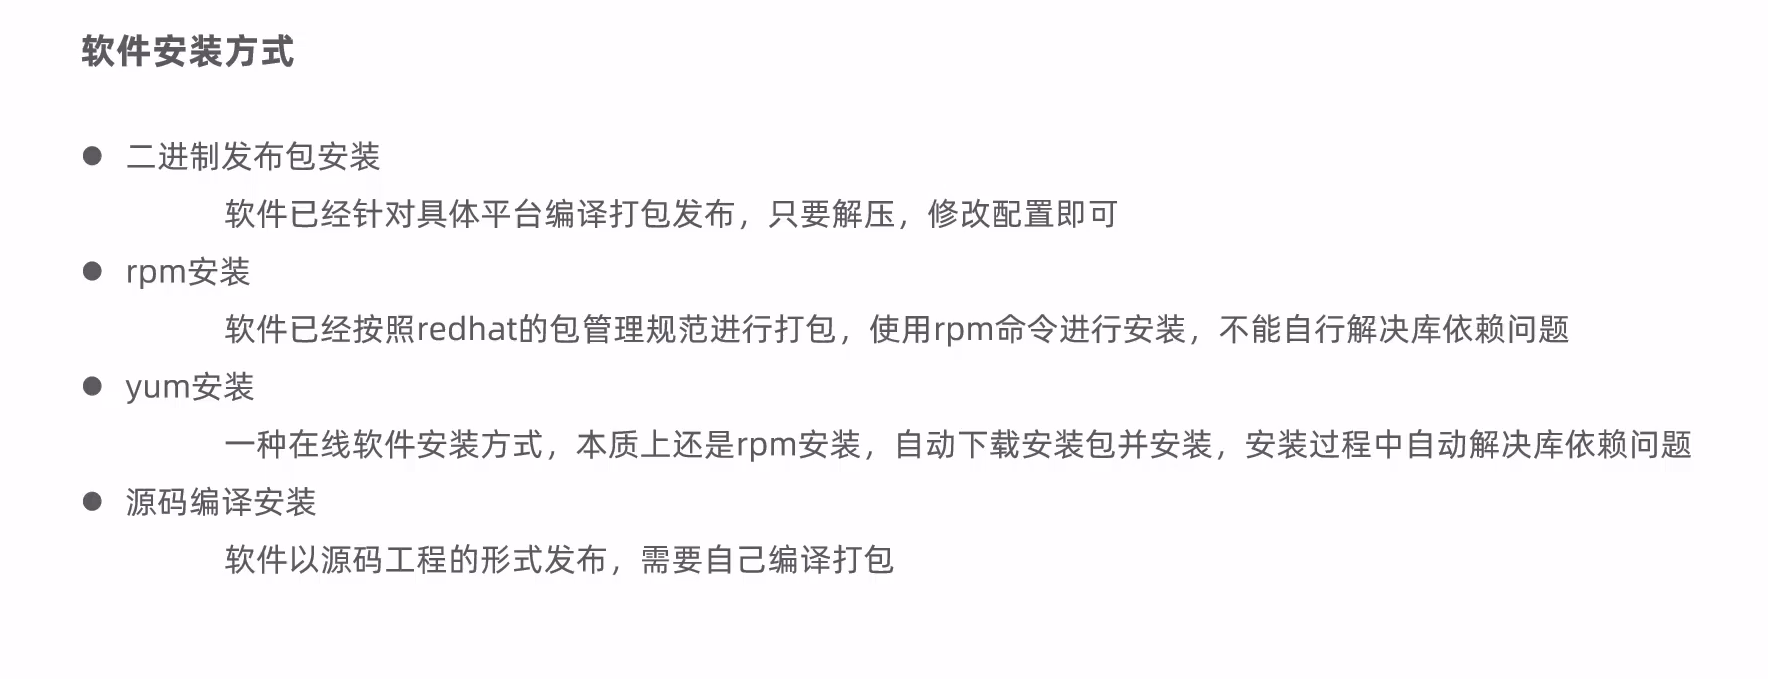 软件安装方式
● 二进制发布包安装
软件已经针对具体平台编译打包发布，只要解压，修改配置即可
● rpm安装
软件已经按照redhat的包管理规范进行打包，使用rpm命令进行安装，不能自行解决库依赖问题
● yum安装
一种在线软件安装方式，本质上还是rpm安装，自动下载安装包并安装，安装过程中自动解决库依赖问题
● 源码编译安装
软件以源码工程的形式发布，需要自己编译打包